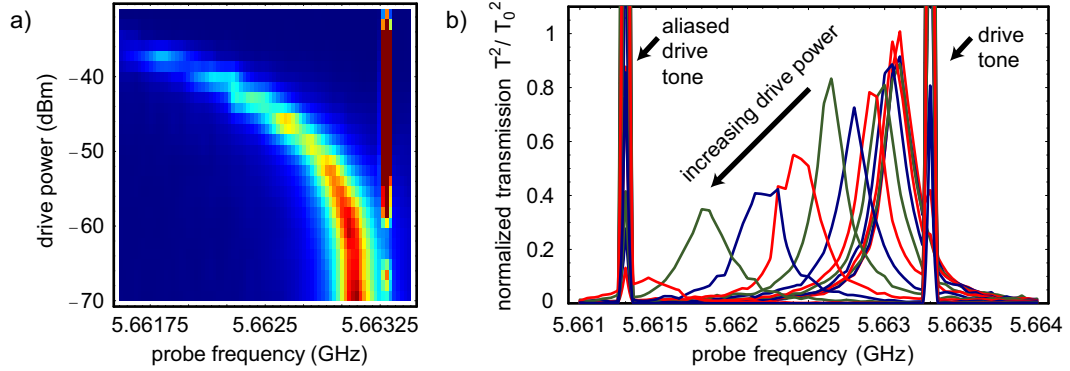 a)
drive power (dBm)
−40
−50
−60
−70
5.66175
5.6625
5.66325
probe frequency (GHz)
b)
normalized transmission T²/ T₀²
1
0.8
0.6
0.4
0.2
0
aliased
drive
tone
increasing drive power
drive
tone
5.661
5.6615
5.662
5.6625
5.663
5.6635
5.664
probe frequency (GHz)